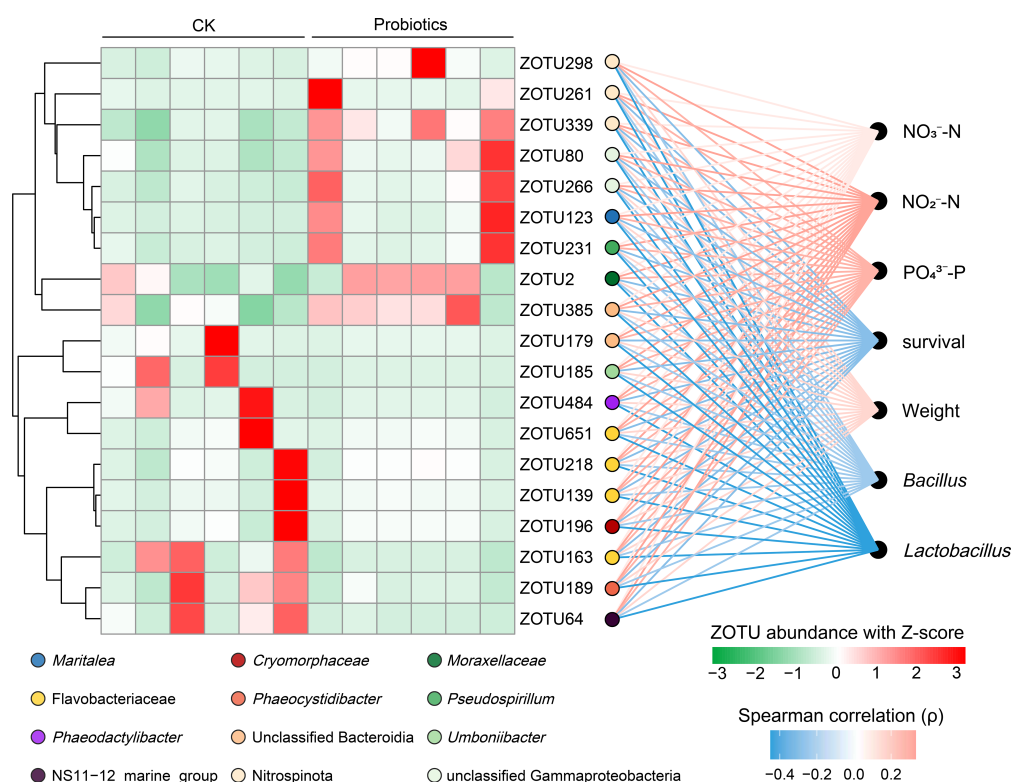 CK
Probiotics
ZOTU298
ZOTU261
ZOTU339
ZOTU80
ZOTU266
ZOTU123
ZOTU231
ZOTU2
ZOTU385
ZOTU179
ZOTU185
ZOTU484
ZOTU651
ZOTU218
ZOTU139
ZOTU196
ZOTU163
ZOTU189
ZOTU64
NO₃⁻-N
NO₂⁻-N
PO₄³⁻-P
survival
Weight
Bacillus
Lactobacillus
ZOTU abundance with Z-score
−3 −2 −1 0 1 2 3
Spearman correlation (ρ)
−0.4 −0.2 0.0 0.2
Maritalea
Cryomorphaceae
Moraxellaceae
Flavobacteriaceae
Phaeocystidibacter
Pseudospirillum
Phaeodactylibacter
Unclassified Bacteroidia
Umboniibacter
NS11−12 marine group
Nitrospinota
unclassified Gammaproteobacteria